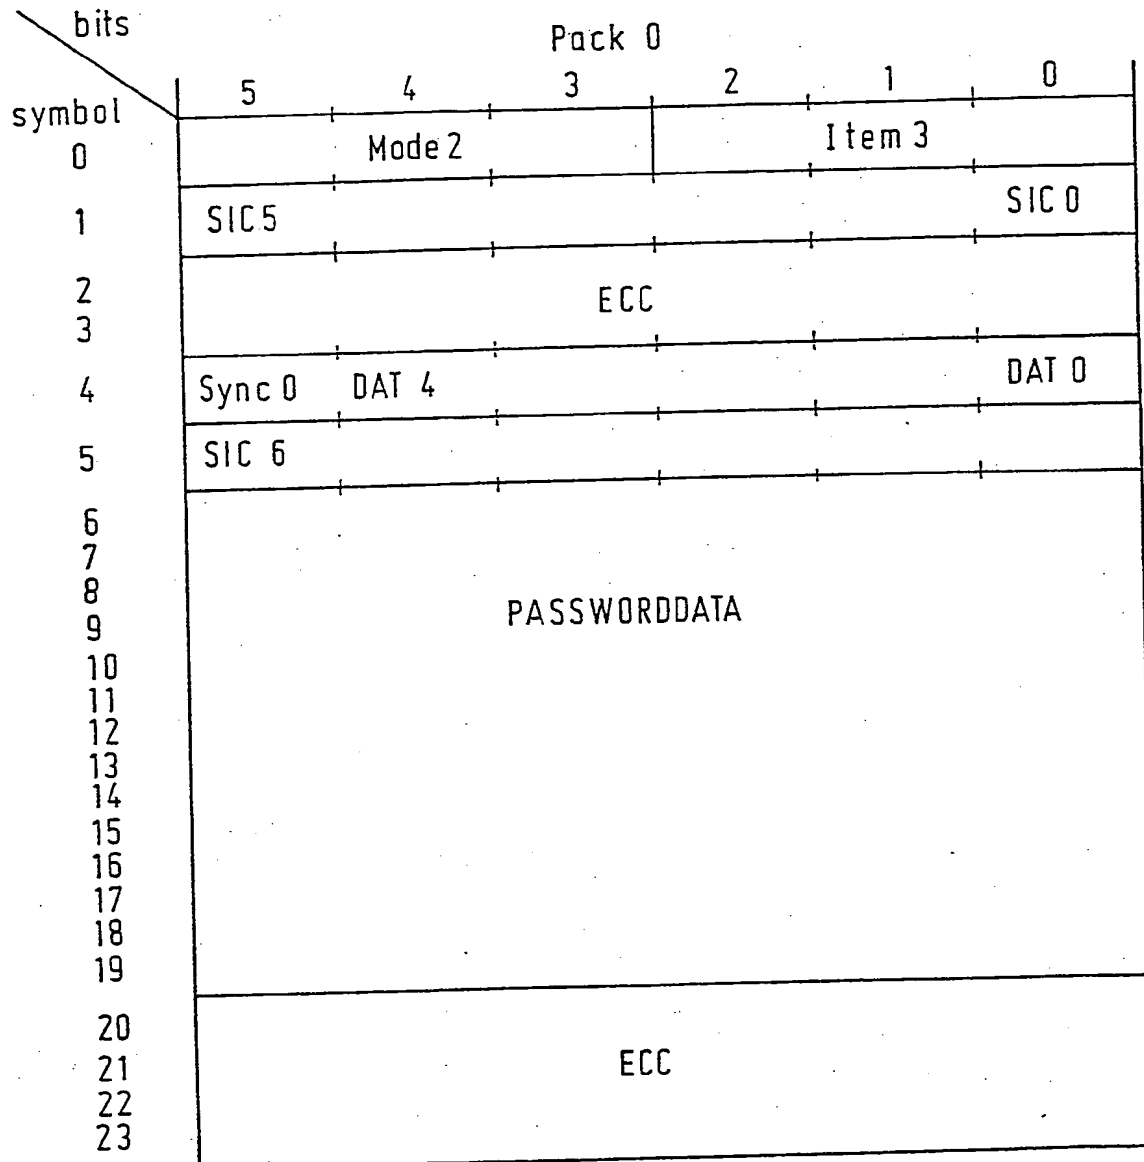 bits
Pack 0
5 4 3 2 1 0
symbol
0 Mode 2 Item 3
1 SIC 5 SIC 0
2
ECC
3
4 Sync 0 DAT 4 DAT 0
5 SIC 6
6
7
8
9 PASSWORDDATA
10
11
12
13
14
15
16
17
18
19
20
21 ECC
22
23